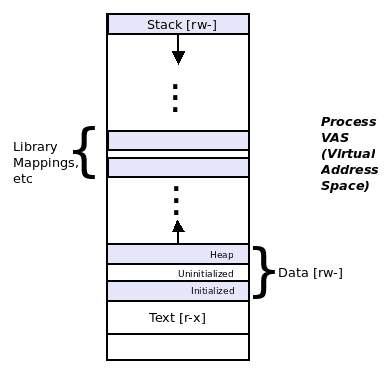 Stack [rw-]
Process
VAS
(Virtual
Address
Space)
Library
Mappings,
etc
Heap
Uninitialized
Initialized
Data [rw-]
Text [r-x]